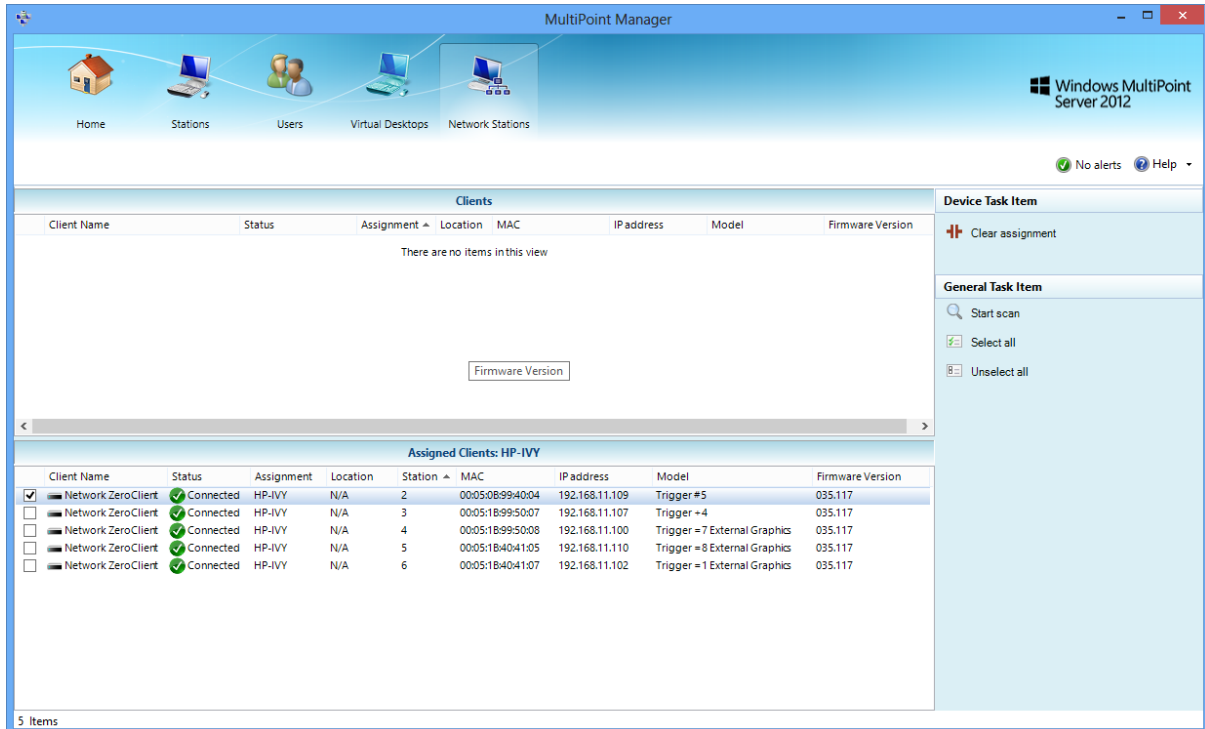 MultiPoint Manager
Home Stations Users Virtual Desktops Network Stations
Windows MultiPoint
Server 2012
No alerts Help
Clients
Client Name Status Assignment Location MAC IP address Model Firmware Version
There are no items in this view
Firmware Version
Device Task Item
Clear assignment
General Task Item
Start scan
Select all
Unselect all
Assigned Clients: HP-IVY
Client Name Status Assignment Location Station MAC IP address Model Firmware Version
Network ZeroClient Connected HP-IVY N/A 2 00:05:0B:99:40:04 192.168.11.109 Trigger #5 035.117
Network ZeroClient Connected HP-IVY N/A 3 00:05:1B:99:50:07 192.168.11.107 Trigger +4 035.117
Network ZeroClient Connected HP-IVY N/A 4 00:05:1B:99:50:08 192.168.11.100 Trigger =7 External Graphics 035.117
Network ZeroClient Connected HP-IVY N/A 5 00:05:1B:40:41:05 192.168.11.110 Trigger =8 External Graphics 035.117
Network ZeroClient Connected HP-IVY N/A 6 00:05:1B:40:41:07 192.168.11.102 Trigger =1 External Graphics 035.117
5 Items